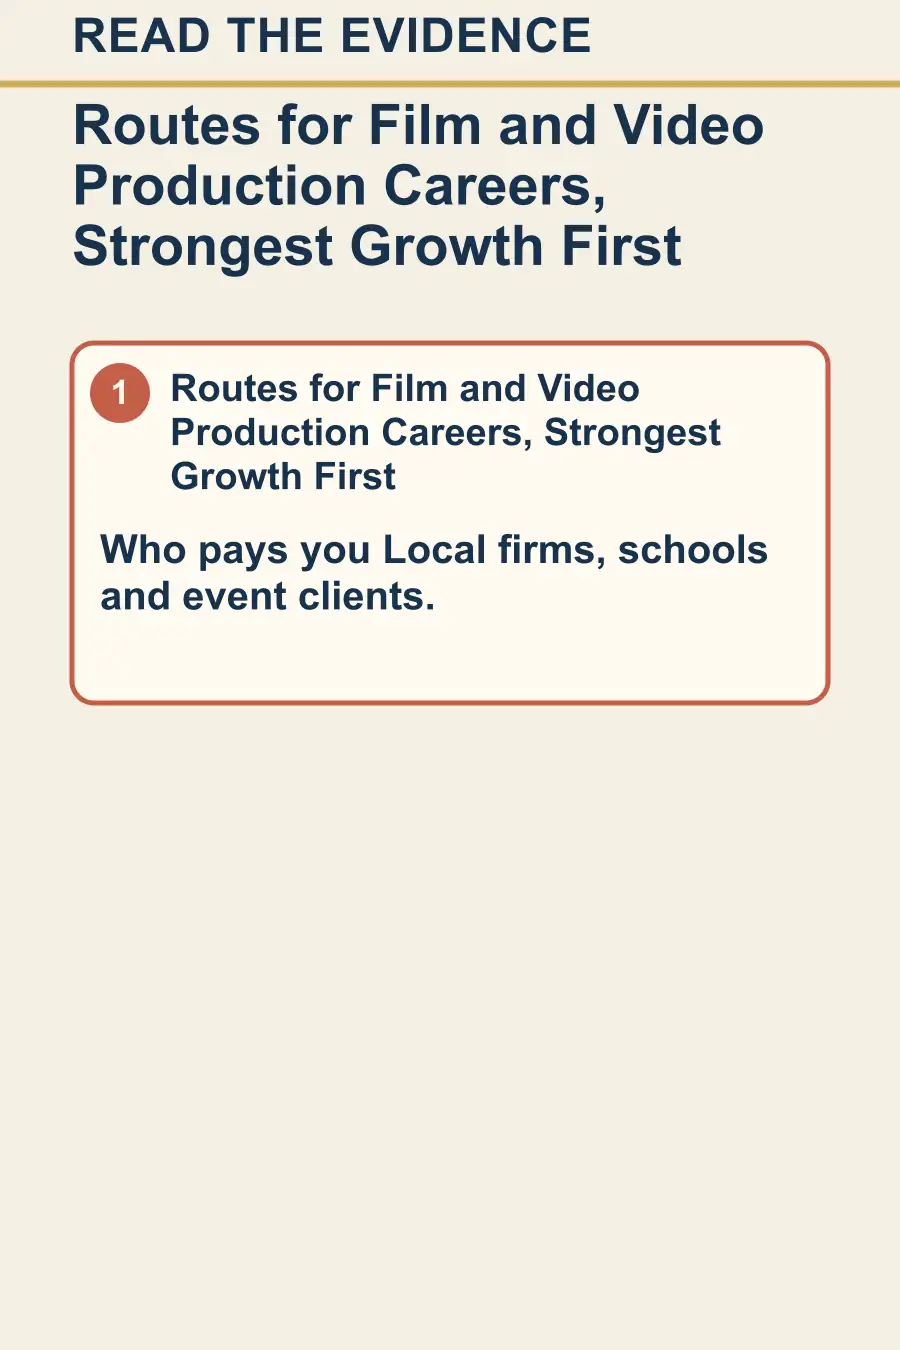 READ THE EVIDENCE
Routes for Film and Video
Production Careers,
Strongest Growth First
1
Routes for Film and Video
Production Careers, Strongest
Growth First
Who pays you Local firms, schools
and event clients.